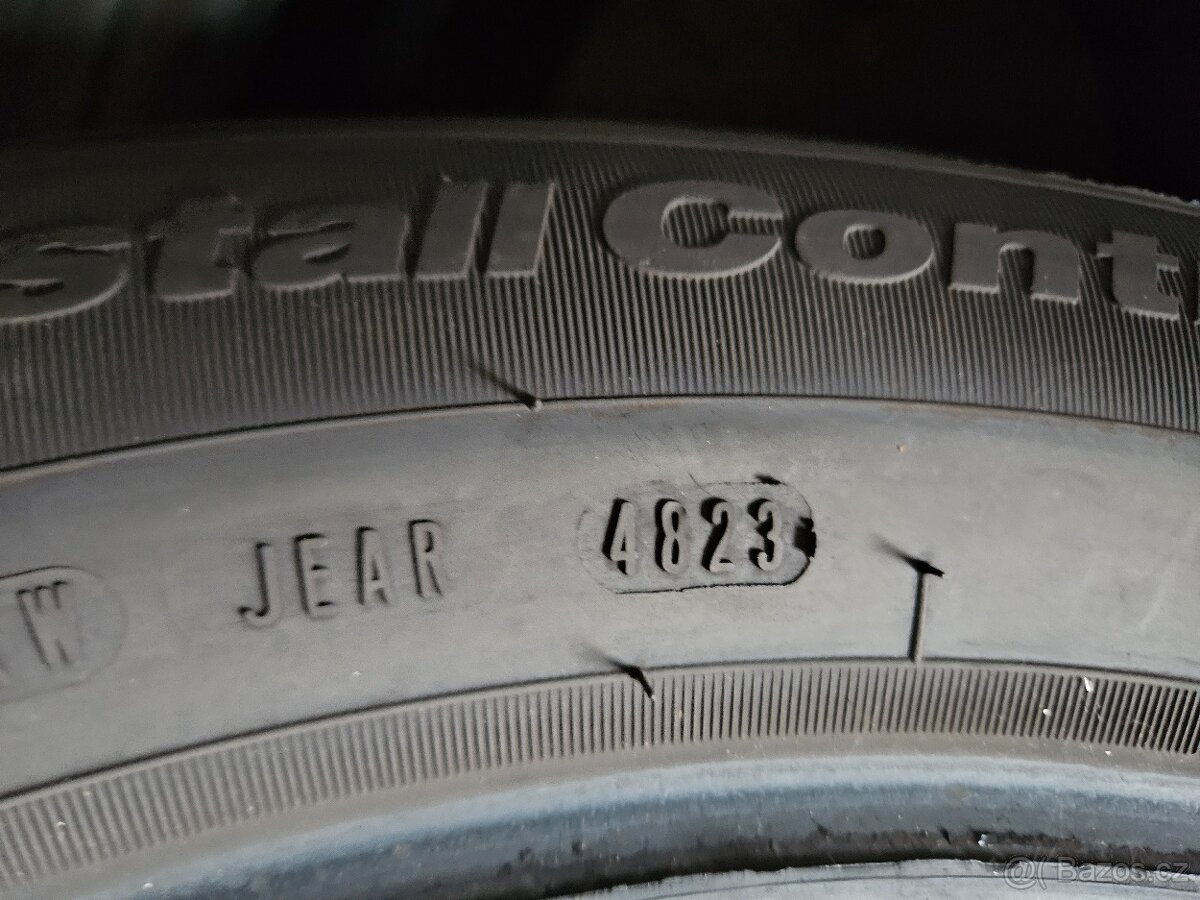 stall Cont
W JEAR 4823
@( Bazos.cz